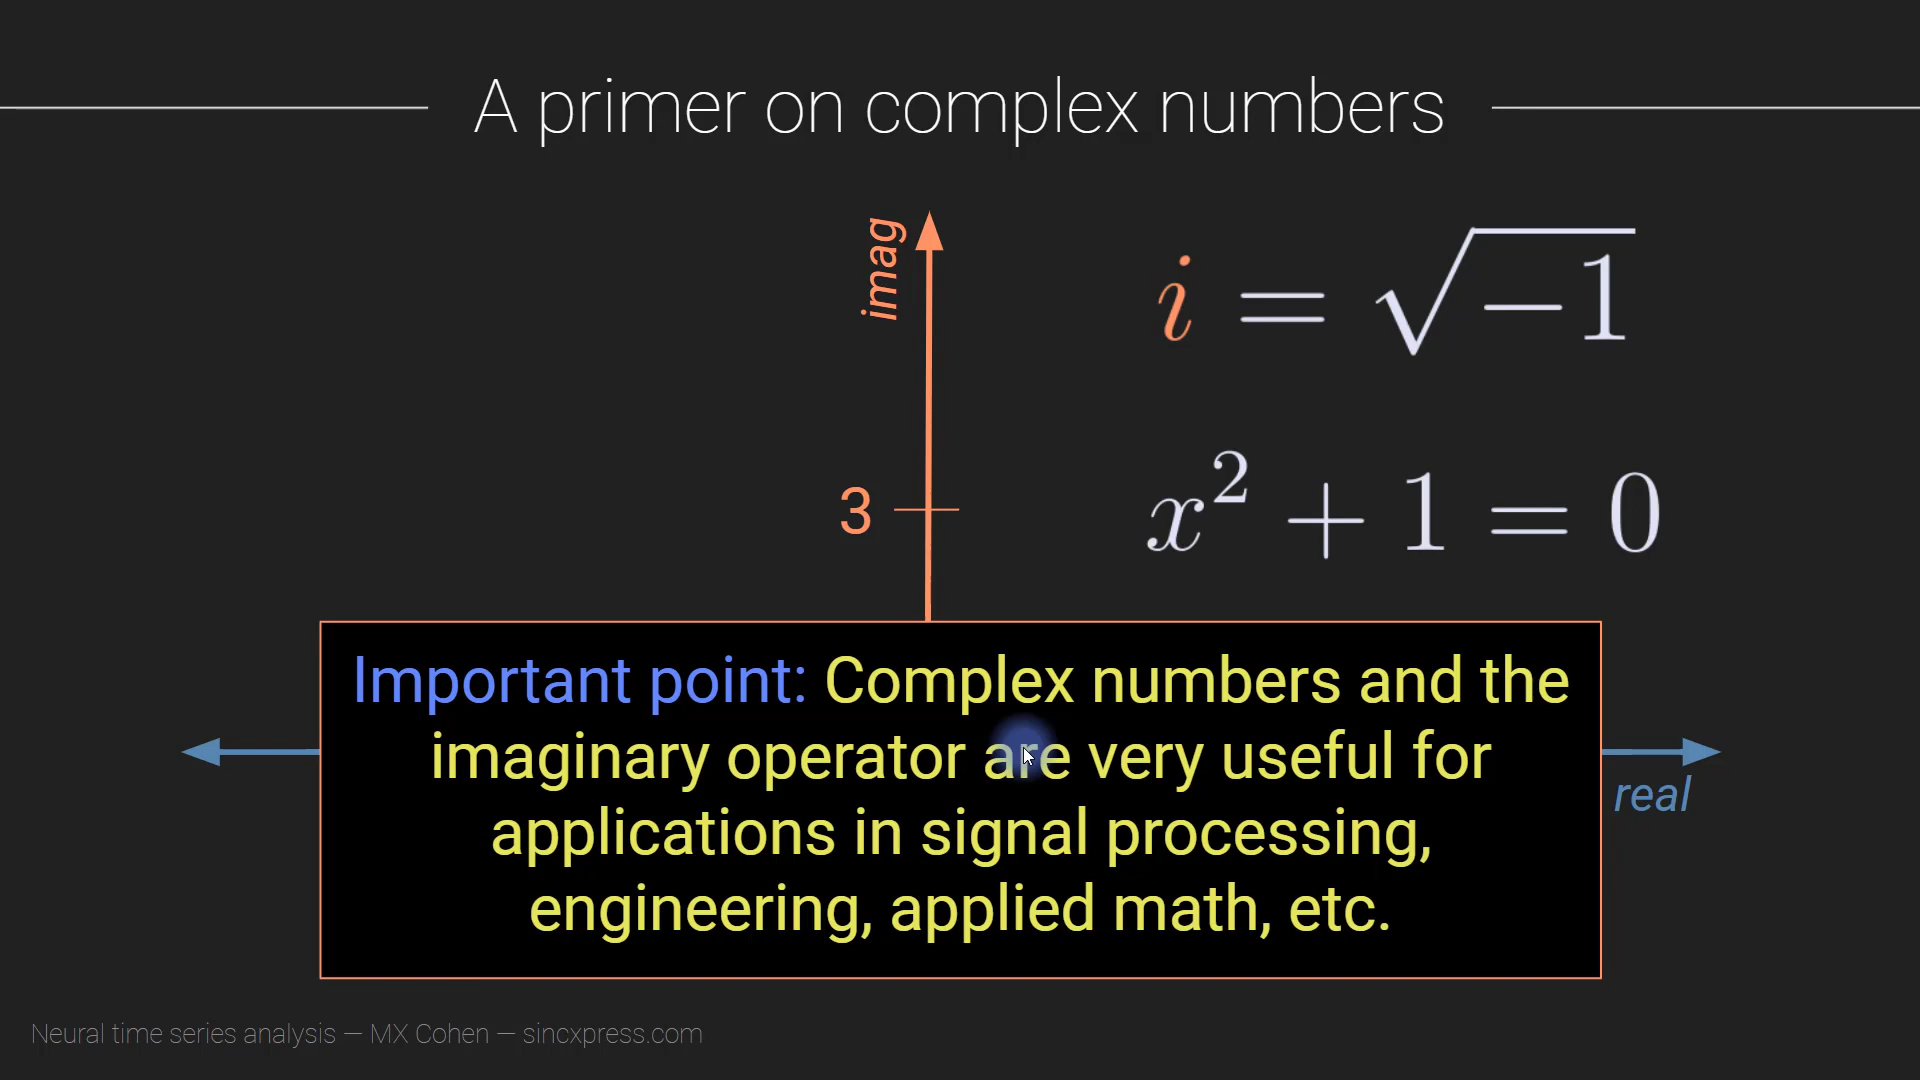 A primer on complex numbers
imag
i = √−1
3
x² + 1 = 0
Important point: Complex numbers and the
imaginary operator are very useful for
applications in signal processing,
engineering, applied math, etc.
real
Neural time series analysis — MX Cohen — sincxpress.com